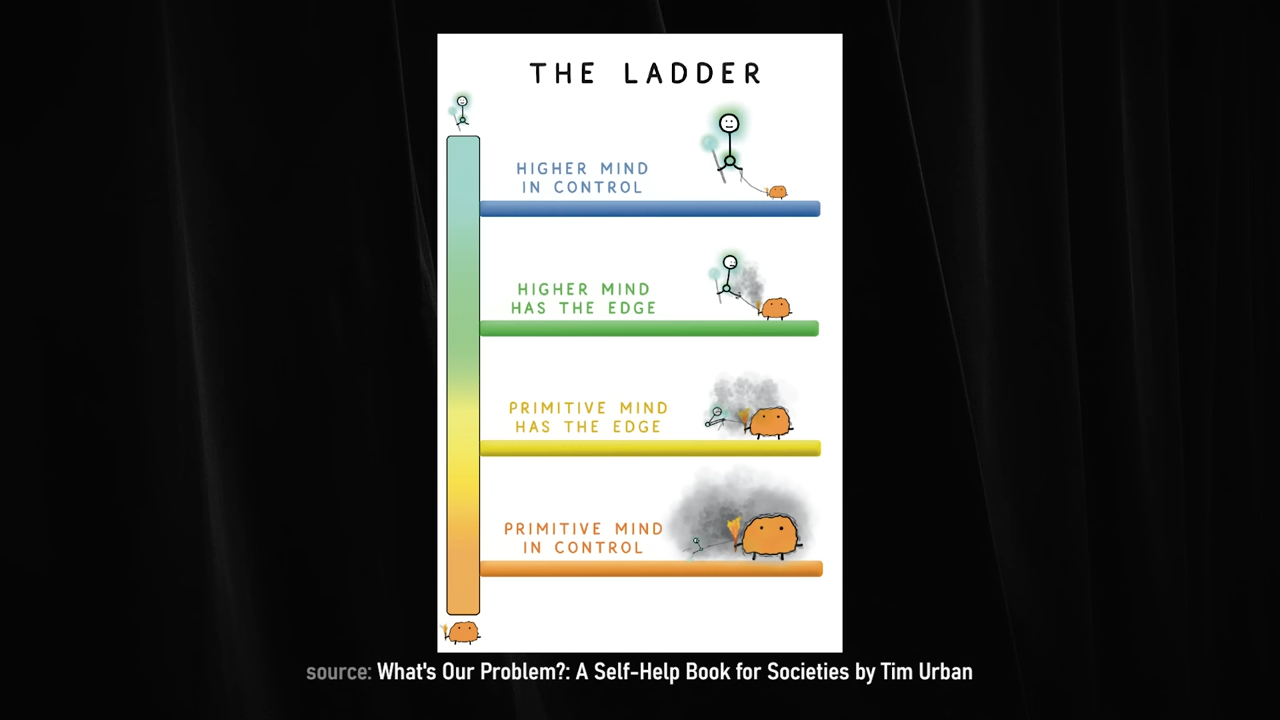 THE LADDER
HIGHER MIND
IN CONTROL
HIGHER MIND
HAS THE EDGE
PRIMITIVE MIND
HAS THE EDGE
PRIMITIVE MIND
IN CONTROL
source: What's Our Problem?: A Self-Help Book for Societies by Tim Urban